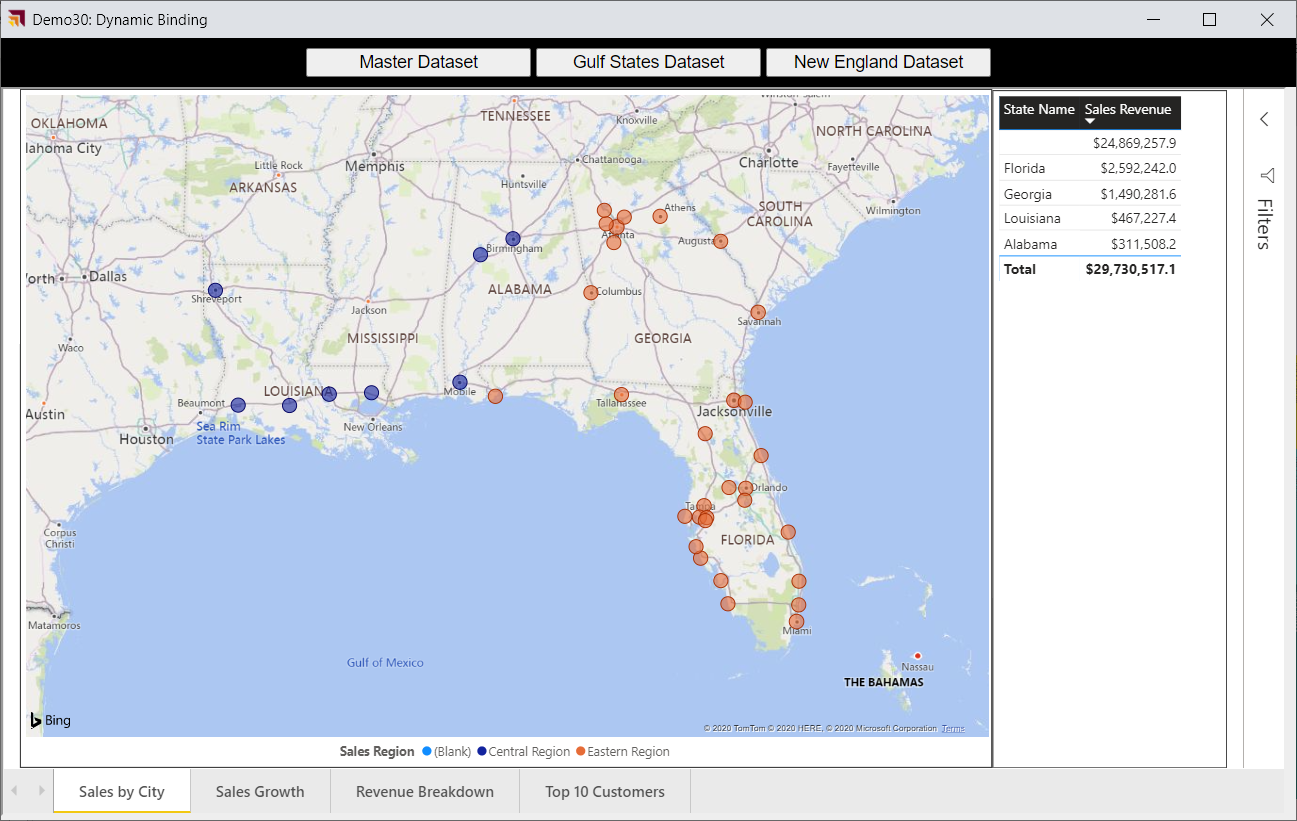 Demo30: Dynamic Binding
Master Dataset
Gulf States Dataset
New England Dataset
OKLAHOMA
lahoma City
TENNESSEE
Knoxville
NORTH CAROLINA
Little Rock
ARKANSAS
Memphis
Chattanooga
Charlotte
Fayetteville
Huntsville
Athens
SOUTH
CAROLINA
Wilmington
Atlanta
Augusta
Birmingham
orth
Dallas
Shreveport
ALABAMA
Columbus
Jackson
Savannah
Waco
MISSISSIPPI
GEORGIA
LOUISIANA
Mobile
Beaumont
Tallahassee
Jacksonville
Austin
Sea Rim
State Park Lakes
New Orleans
Houston
Orlando
Tampa
Corpus
Christi
FLORIDA
Matamoros
Miami
Gulf of Mexico
Nassau
THE BAHAMAS
Bing
© 2020 TomTom © 2020 HERE, © 2020 Microsoft Corporation Terms
Sales Region (Blank) Central Region Eastern Region
State Name Sales Revenue
$24,869,257.9
Florida $2,592,242.0
Georgia $1,490,281.6
Louisiana $467,227.4
Alabama $311,508.2
Total $29,730,517.1
Filters
Sales by City
Sales Growth
Revenue Breakdown
Top 10 Customers